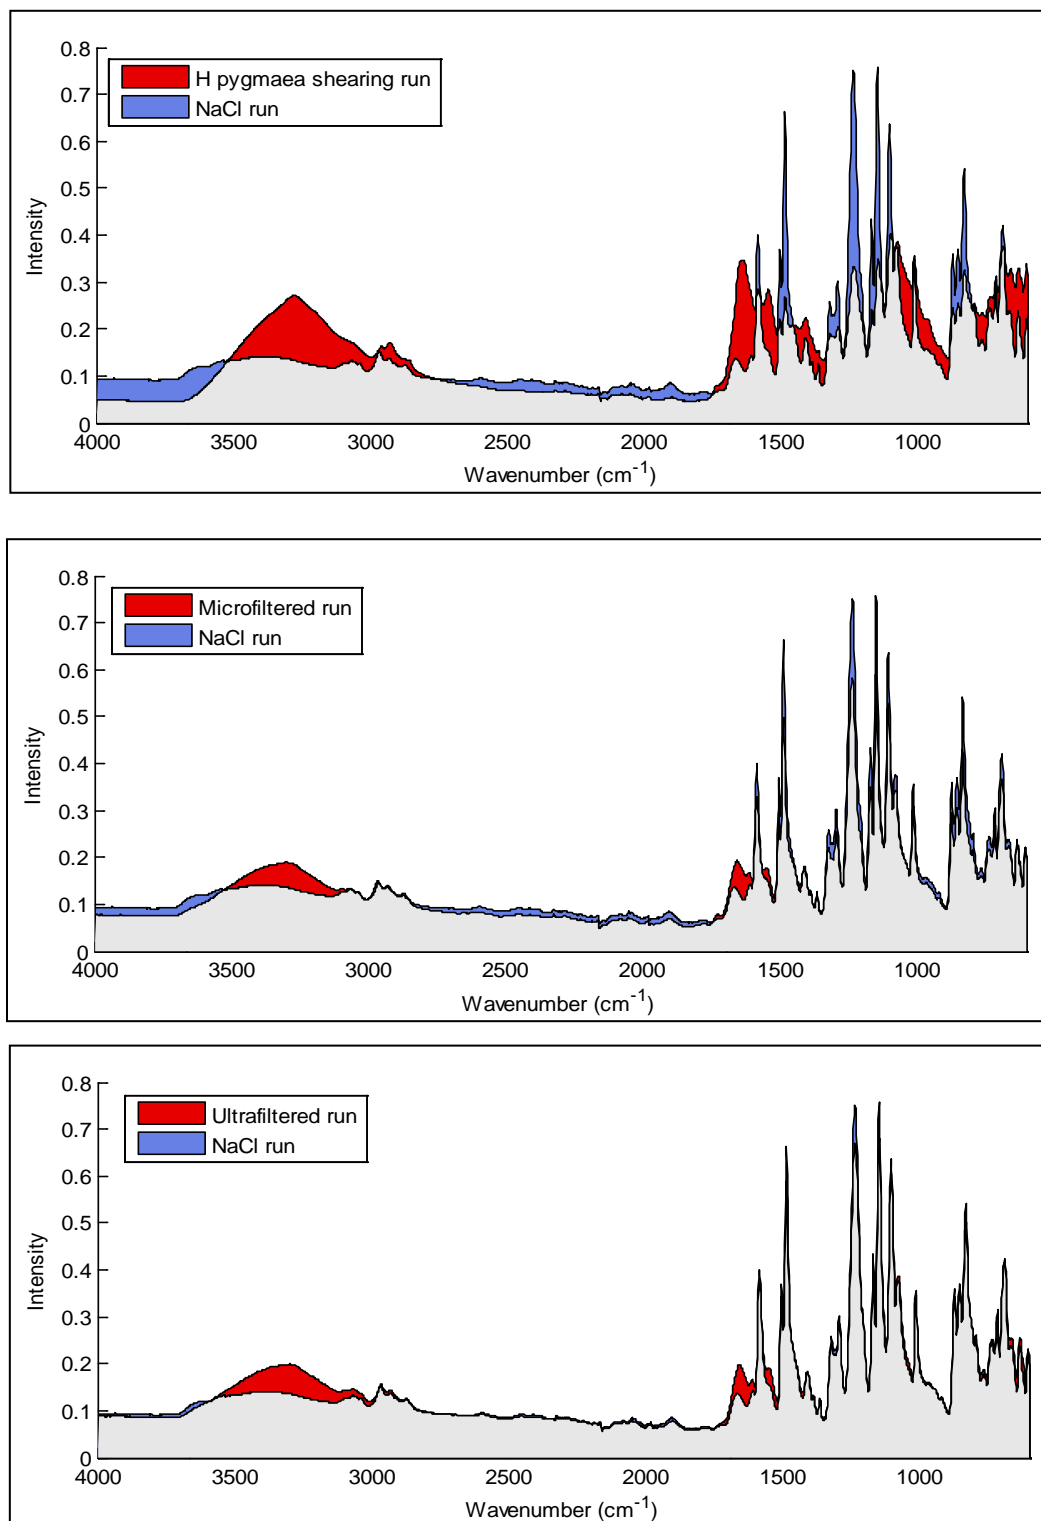 0.8
0.7
0.6
0.5
0.4
0.3
0.2
0.1
0
Intensity
H pygmaea shearing run
NaCl run
4000 3500 3000 2500 2000 1500 1000
Wavenumber (cm-1)
0.8
0.7
0.6
0.5
0.4
0.3
0.2
0.1
0
Intensity
Microfiltered run
NaCl run
4000 3500 3000 2500 2000 1500 1000
Wavenumber (cm-1)
0.8
0.7
0.6
0.5
0.4
0.3
0.2
0.1
0
Intensity
Ultrafiltered run
NaCl run
4000 3500 3000 2500 2000 1500 1000
Wavenumber (cm-1)